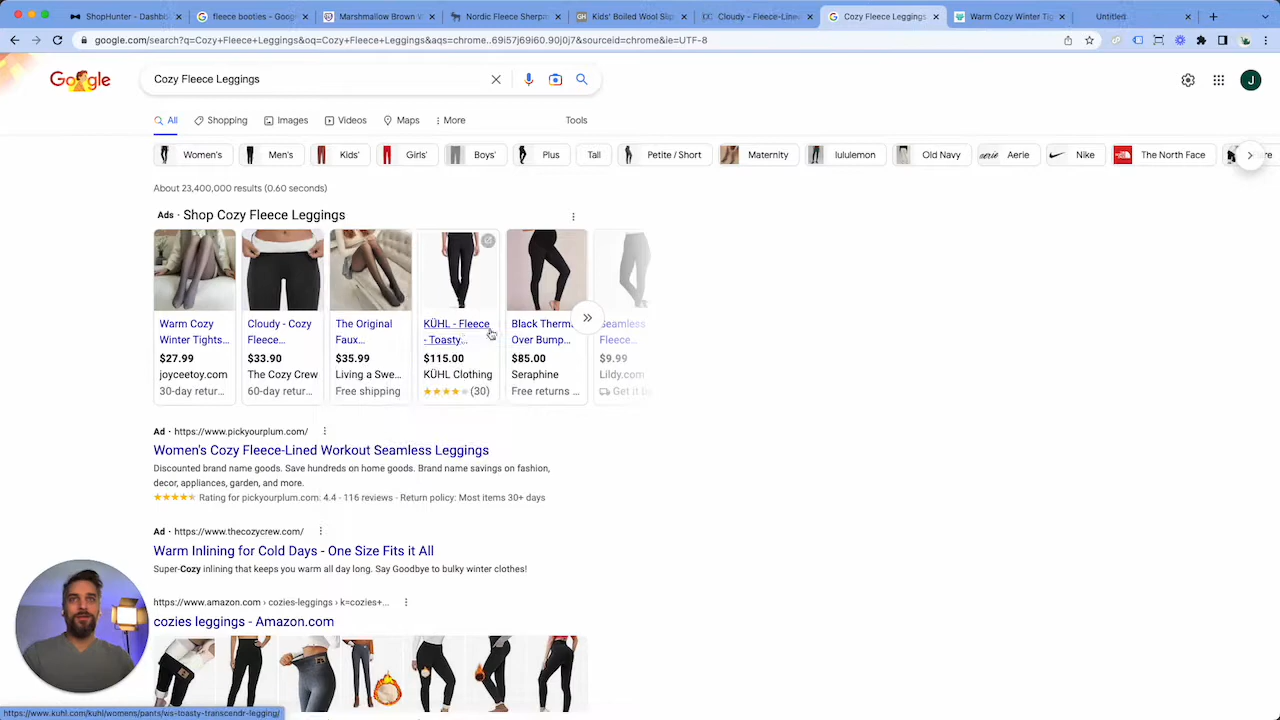 ShopHunter - Dashbo
fleece booties - Goog
Marshmallow Brown W
Nordic Fleece Sherpa
Kids' Boiled Wool Slip
Cloudy – Fleece-Line
Cozy Fleece Leggings
Warm Cozy Winter Tig
Untitled
google.com/search?q=Cozy+Fleece+Leggings&oq=Cozy+Fleece+Leggings&aqs=chrome..69i57j69i60.90j0j7&sourceid=chrome&ie=UTF-8
Google
Cozy Fleece Leggings
J
All
Shopping
Images
Videos
Maps
More
Tools
Women's
Men's
Kids'
Girls'
Boys'
Plus
Tall
Petite / Short
Maternity
lululemon
Old Navy
aerie
Aerie
Nike
The North Face
About 23,400,000 results (0.60 seconds)
Ads · Shop Cozy Fleece Leggings
Warm Cozy
Winter Tights...
$27.99
joyceetoy.com
30-day retur...
Cloudy - Cozy
Fleece...
$33.90
The Cozy Crew
60-day retur...
The Original
Faux...
$35.99
Living a Swe...
Free shipping
KÜHL - Fleece
- Toasty...
$115.00
KÜHL Clothing
(30)
Black Therm
Over Bump...
$85.00
Seraphine
Free returns ...
Seamless
Fleece...
$9.99
Lildy.com
Get it b
Ad · https://www.pickyourplum.com/
Women's Cozy Fleece-Lined Workout Seamless Leggings
Discounted brand name goods. Save hundreds on home goods. Brand name savings on fashion,
decor, appliances, garden, and more.
Rating for pickyourplum.com: 4.4 · 116 reviews · Return policy: Most items 30+ days
Ad · https://www.thecozycrew.com/
Warm Inlining for Cold Days - One Size Fits it All
Super-Cozy inlining that keeps you warm all day long. Say Goodbye to bulky winter clothes!
https://www.amazon.com › cozies-leggings › k=cozies+...
cozies leggings - Amazon.com
https://www.kuhl.com/kuhl/womens/pants/ws-toasty-transcendr-legging/